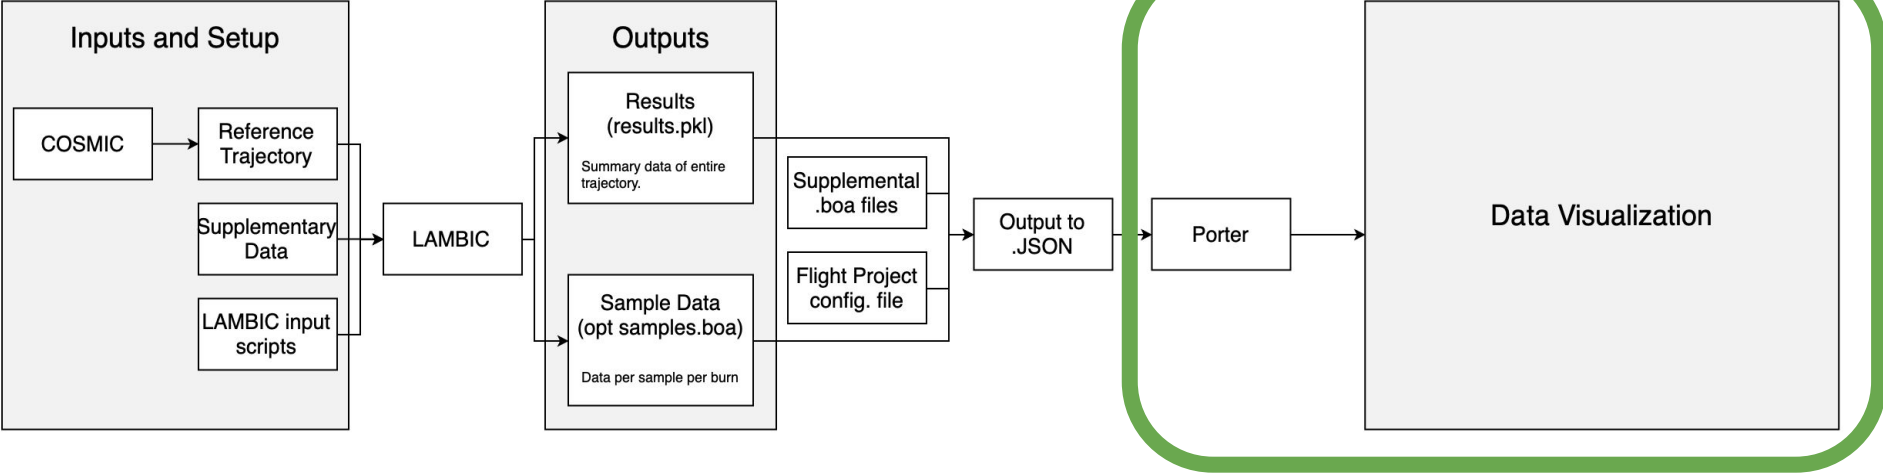 Inputs and Setup
COSMIC
Reference
Trajectory
Supplementary
Data
LAMBIC input
scripts
LAMBIC
Outputs
Results
(results.pkl)
Summary data of entire
trajectory.
Sample Data
(opt samples.boa)
Data per sample per burn
Supplemental
.boa files
Flight Project
config. file
Output to
.JSON
Porter
Data Visualization